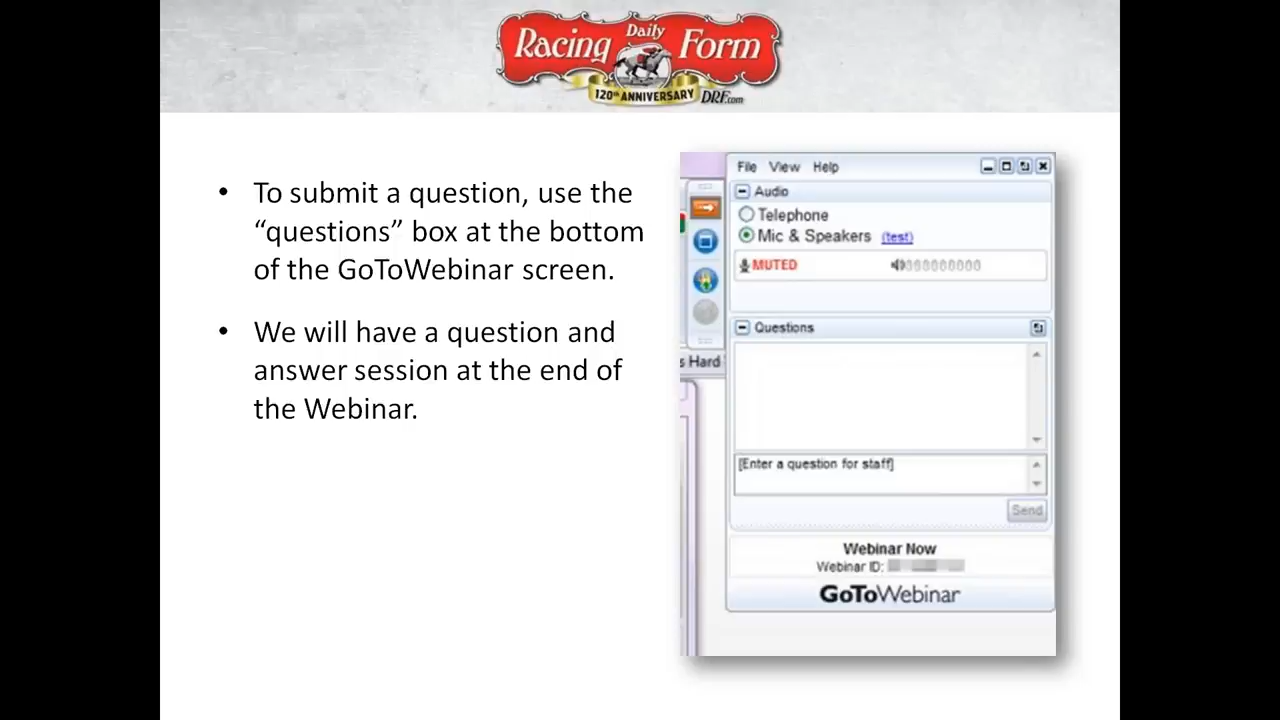 Daily
Racing Form
120th ANNIVERSARY DRF.com
• To submit a question, use the
“questions” box at the bottom
of the GoToWebinar screen.
• We will have a question and
answer session at the end of
the Webinar.
File View Help
Audio
Telephone
Mic & Speakers (test)
MUTED
Questions
s Hard
[Enter a question for staff]
Send
Webinar Now
Webinar ID:
GoToWebinar